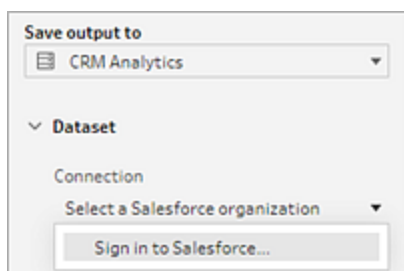 Save output to
CRM Analytics
Dataset
Connection
Select a Salesforce organization
Sign in to Salesforce...